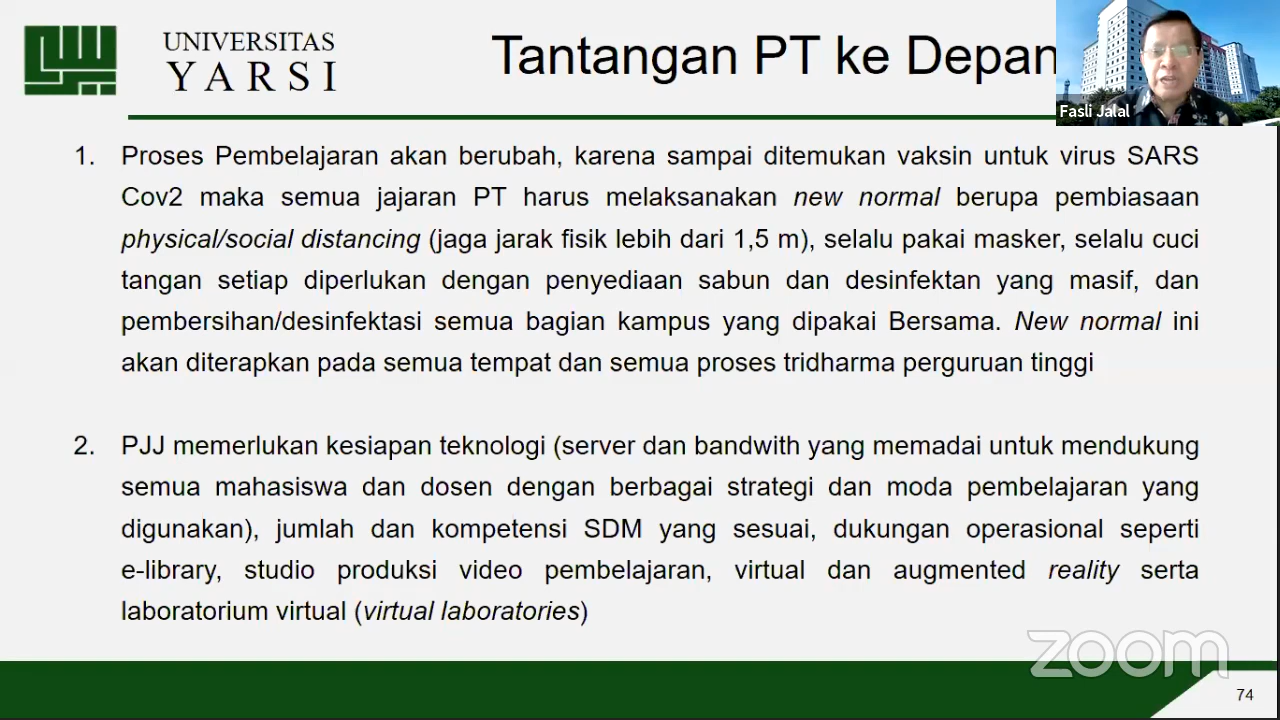 UNIVERSITAS
YARSI
Tantangan PT ke Depan
Fasli Jalal
1. Proses Pembelajaran akan berubah, karena sampai ditemukan vaksin untuk virus SARS
Cov2 maka semua jajaran PT harus melaksanakan new normal berupa pembiasaan
physical/social distancing (jaga jarak fisik lebih dari 1,5 m), selalu pakai masker, selalu cuci
tangan setiap diperlukan dengan penyediaan sabun dan desinfektan yang masif, dan
pembersihan/desinfektasi semua bagian kampus yang dipakai Bersama. New normal ini
akan diterapkan pada semua tempat dan semua proses tridharma perguruan tinggi
2. PJJ memerlukan kesiapan teknologi (server dan bandwith yang memadai untuk mendukung
semua mahasiswa dan dosen dengan berbagai strategi dan moda pembelajaran yang
digunakan), jumlah dan kompetensi SDM yang sesuai, dukungan operasional seperti
e-library, studio produksi video pembelajaran, virtual dan augmented reality serta
laboratorium virtual (virtual laboratories)
zoom
74